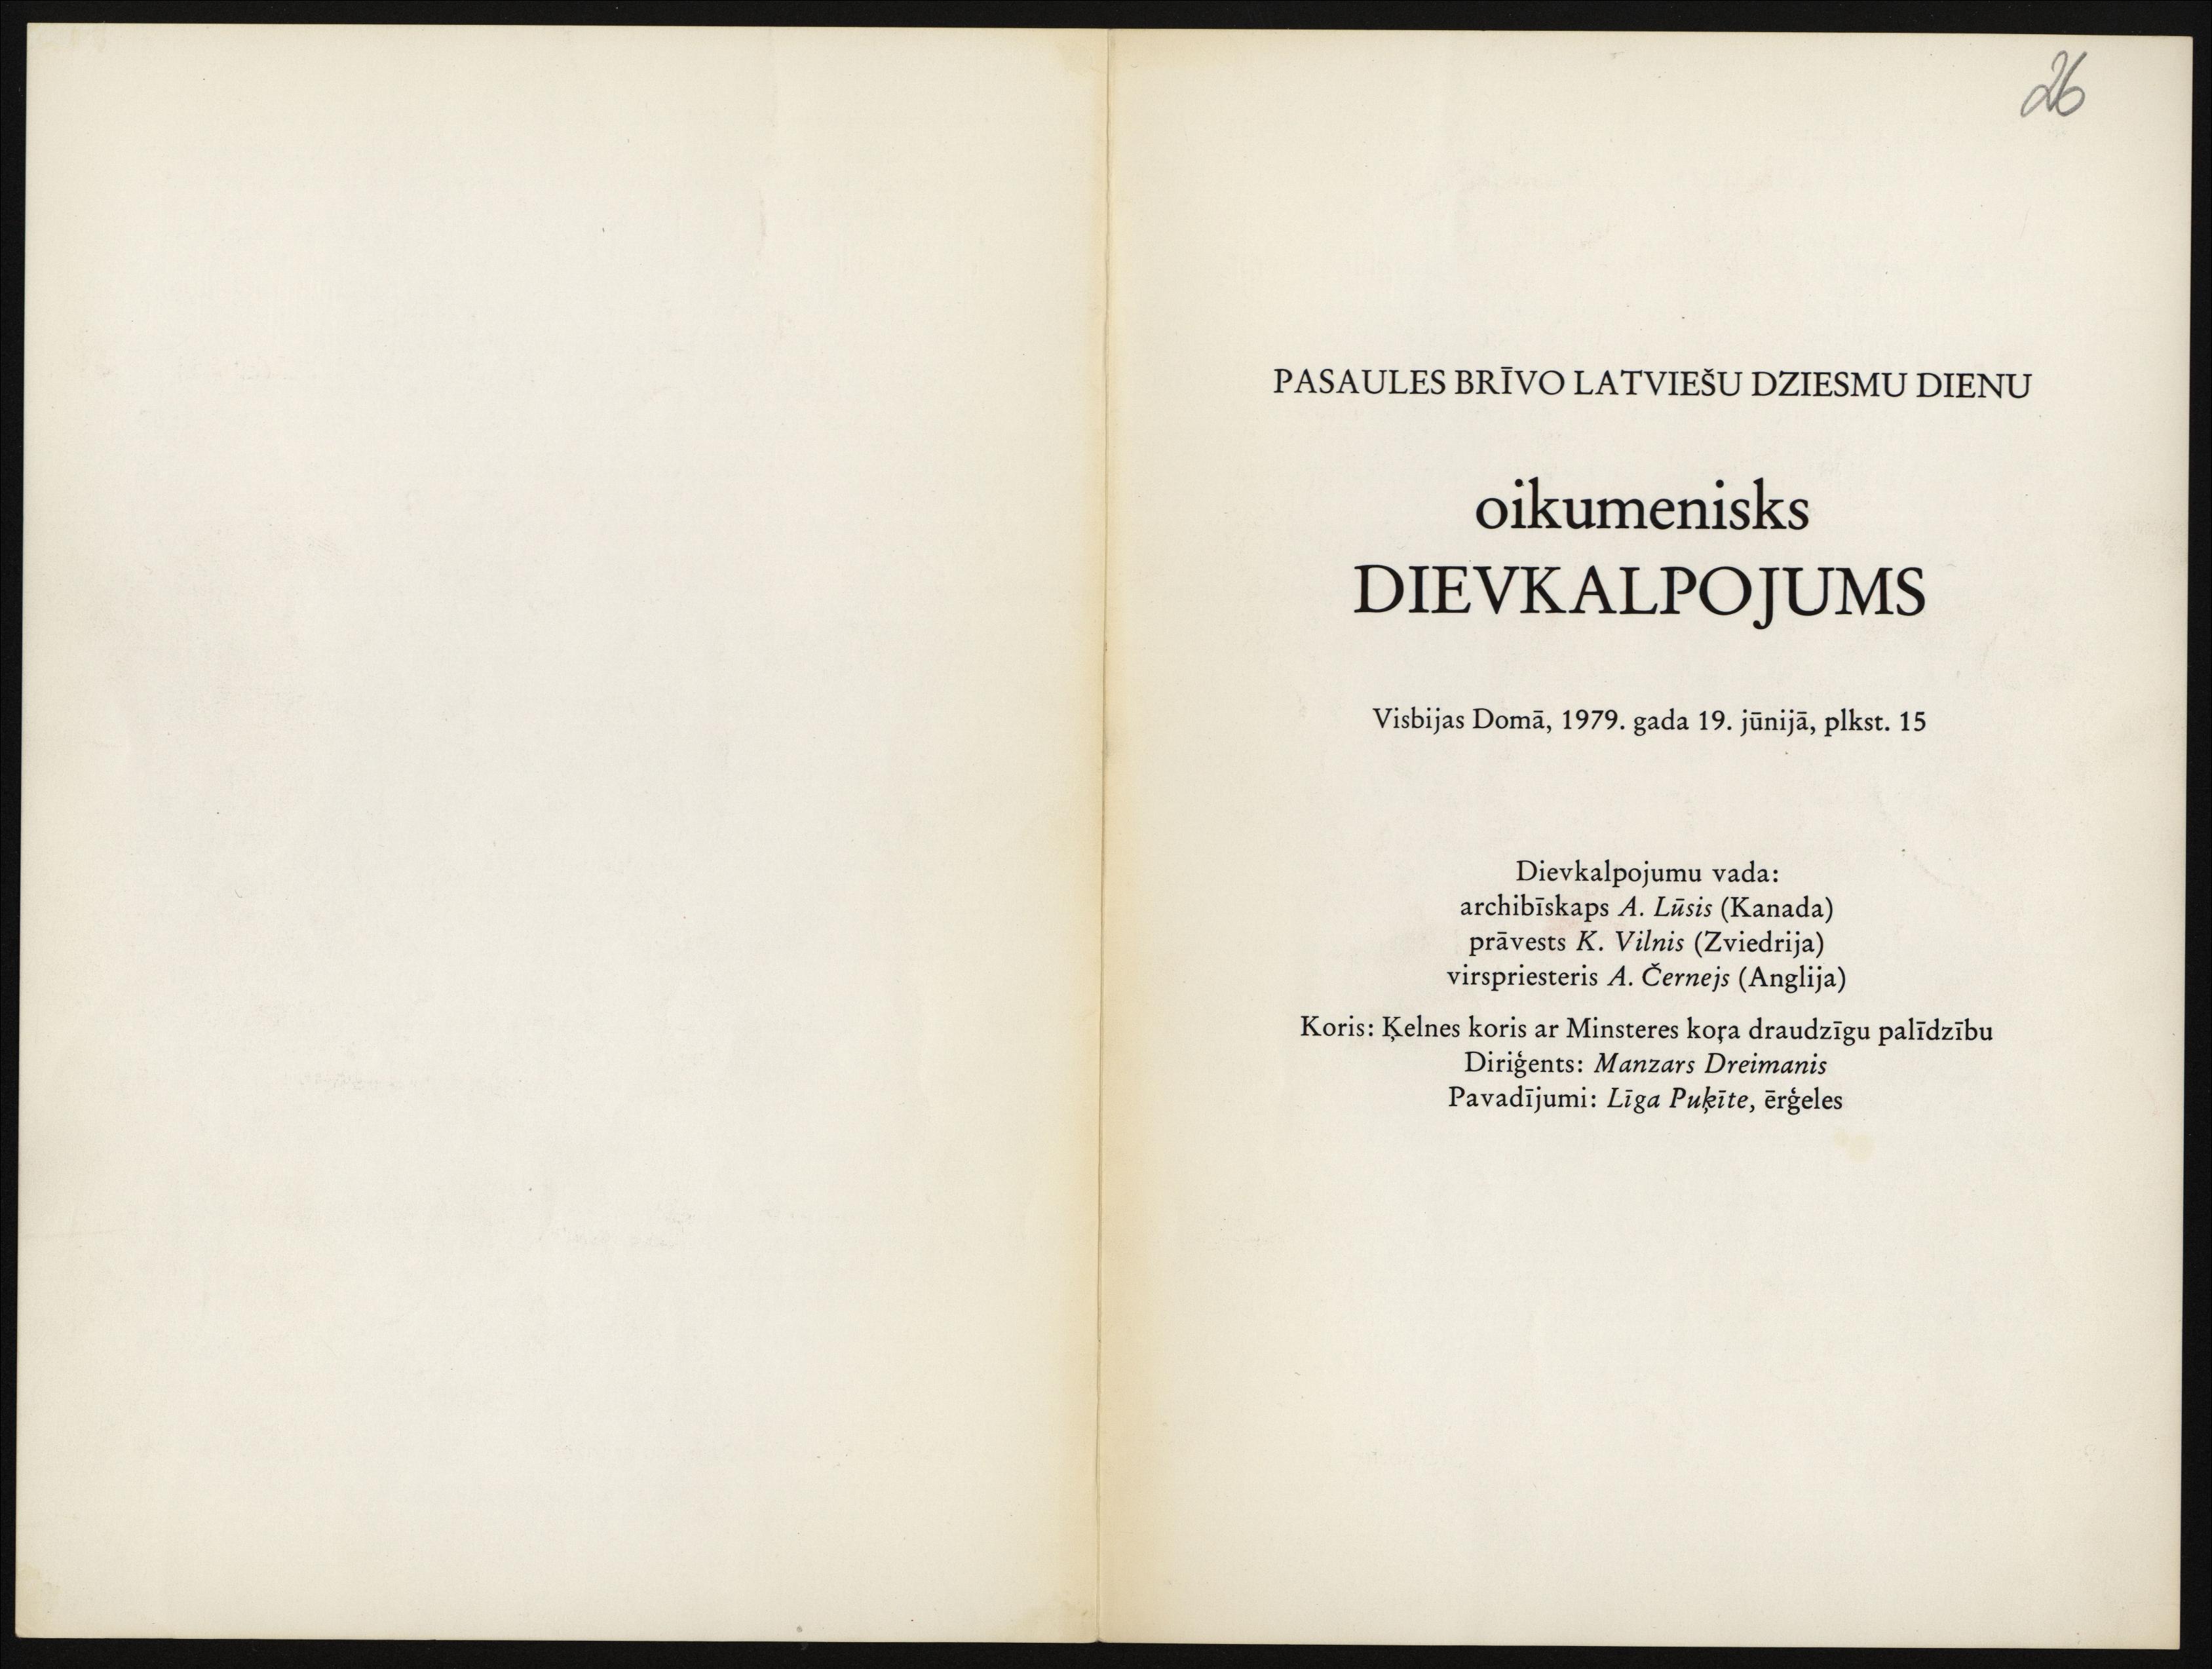 26
PASAULES BRĪVO LATVIEŠU DZIESMU DIENU
oikumenisks
DIEVKALPOJUMS
Visbijas Domā, 1979. gada 19. jūnijā, plkst. 15
Dievkalpojumu vada:
archibīskaps A. Lūsis (Kanada)
prāvests K. Vilnis (Zviedrija)
virspriesteris A. Černejs (Anglija)
Koris: Ķelnes koris ar Minsteres koŗa draudzīgu palīdzību
Diriģents: Manzars Dreimanis
Pavadījumi: Līga Puķīte, ērģeles